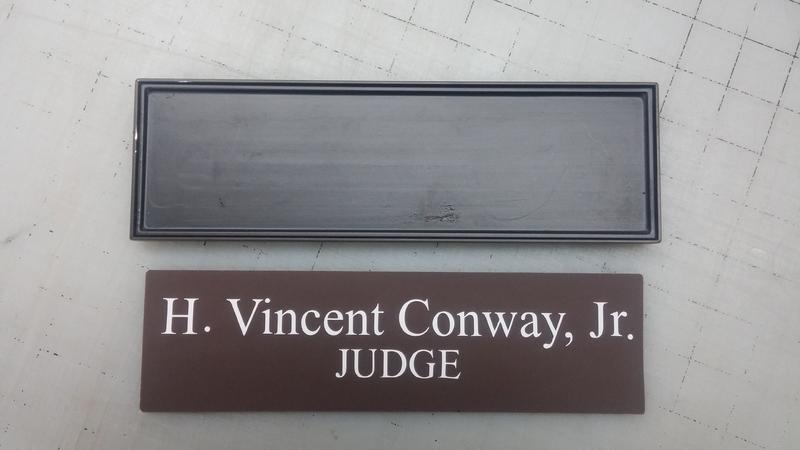 H. Vincent Conway, Jr.
JUDGE